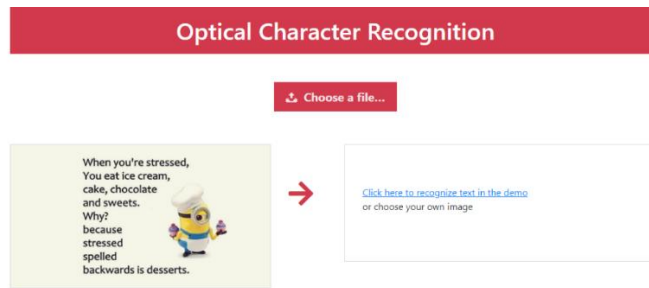 Optical Character Recognition
Choose a file...
When you're stressed,
You eat ice cream,
cake, chocolate
and sweets.
Why?
because
stressed
spelled
backwards is desserts.
Click here to recognize text in the demo
or choose your own image